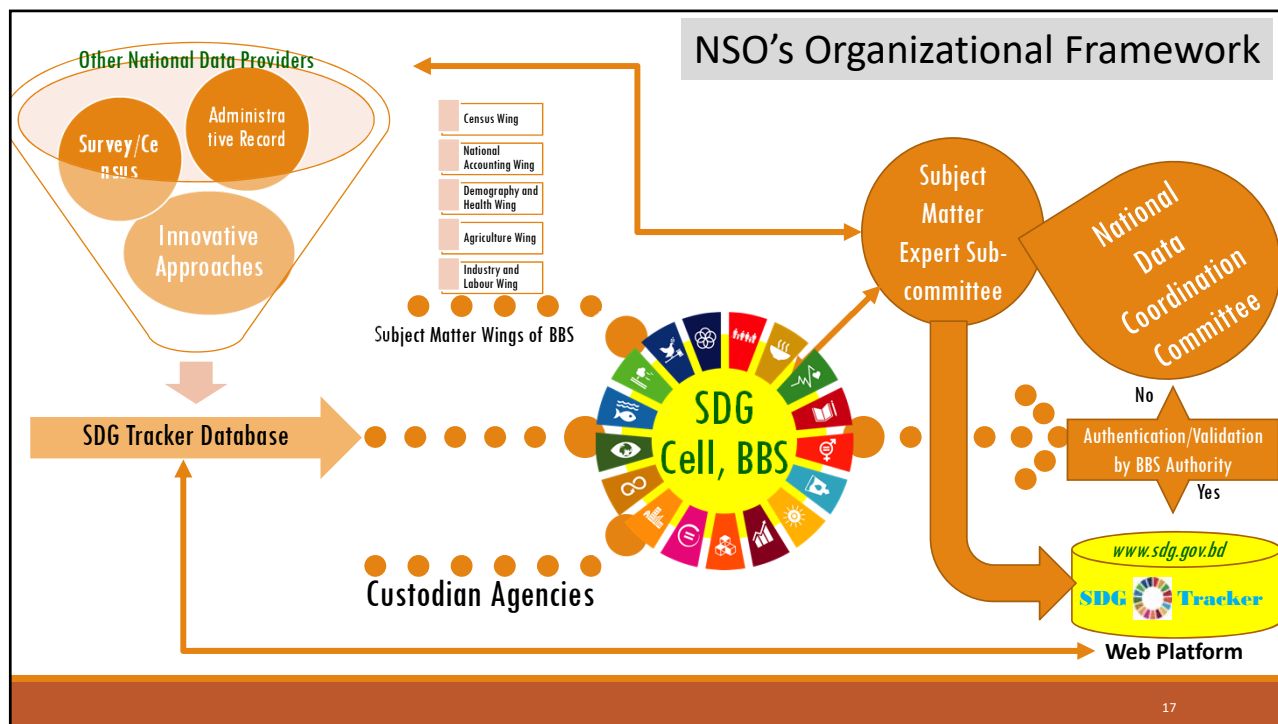 NSO's Organizational Framework
Other National Data Providers
Administra
tive Record
Survey/Ce
nsus
Innovative
Approaches
Census Wing
National
Accounting Wing
Demography and
Health Wing
Agriculture Wing
Industry and
Labour Wing
Subject Matter Wings of BBS
Subject
Matter
Expert Sub-
committee
National
Data
Coordination
Committee
SDG Tracker Database
SDG
Cell, BBS
No
Authentication/Validation
by BBS Authority
Yes
Custodian Agencies
www.sdg.gov.bd
SDG Tracker
Web Platform
17